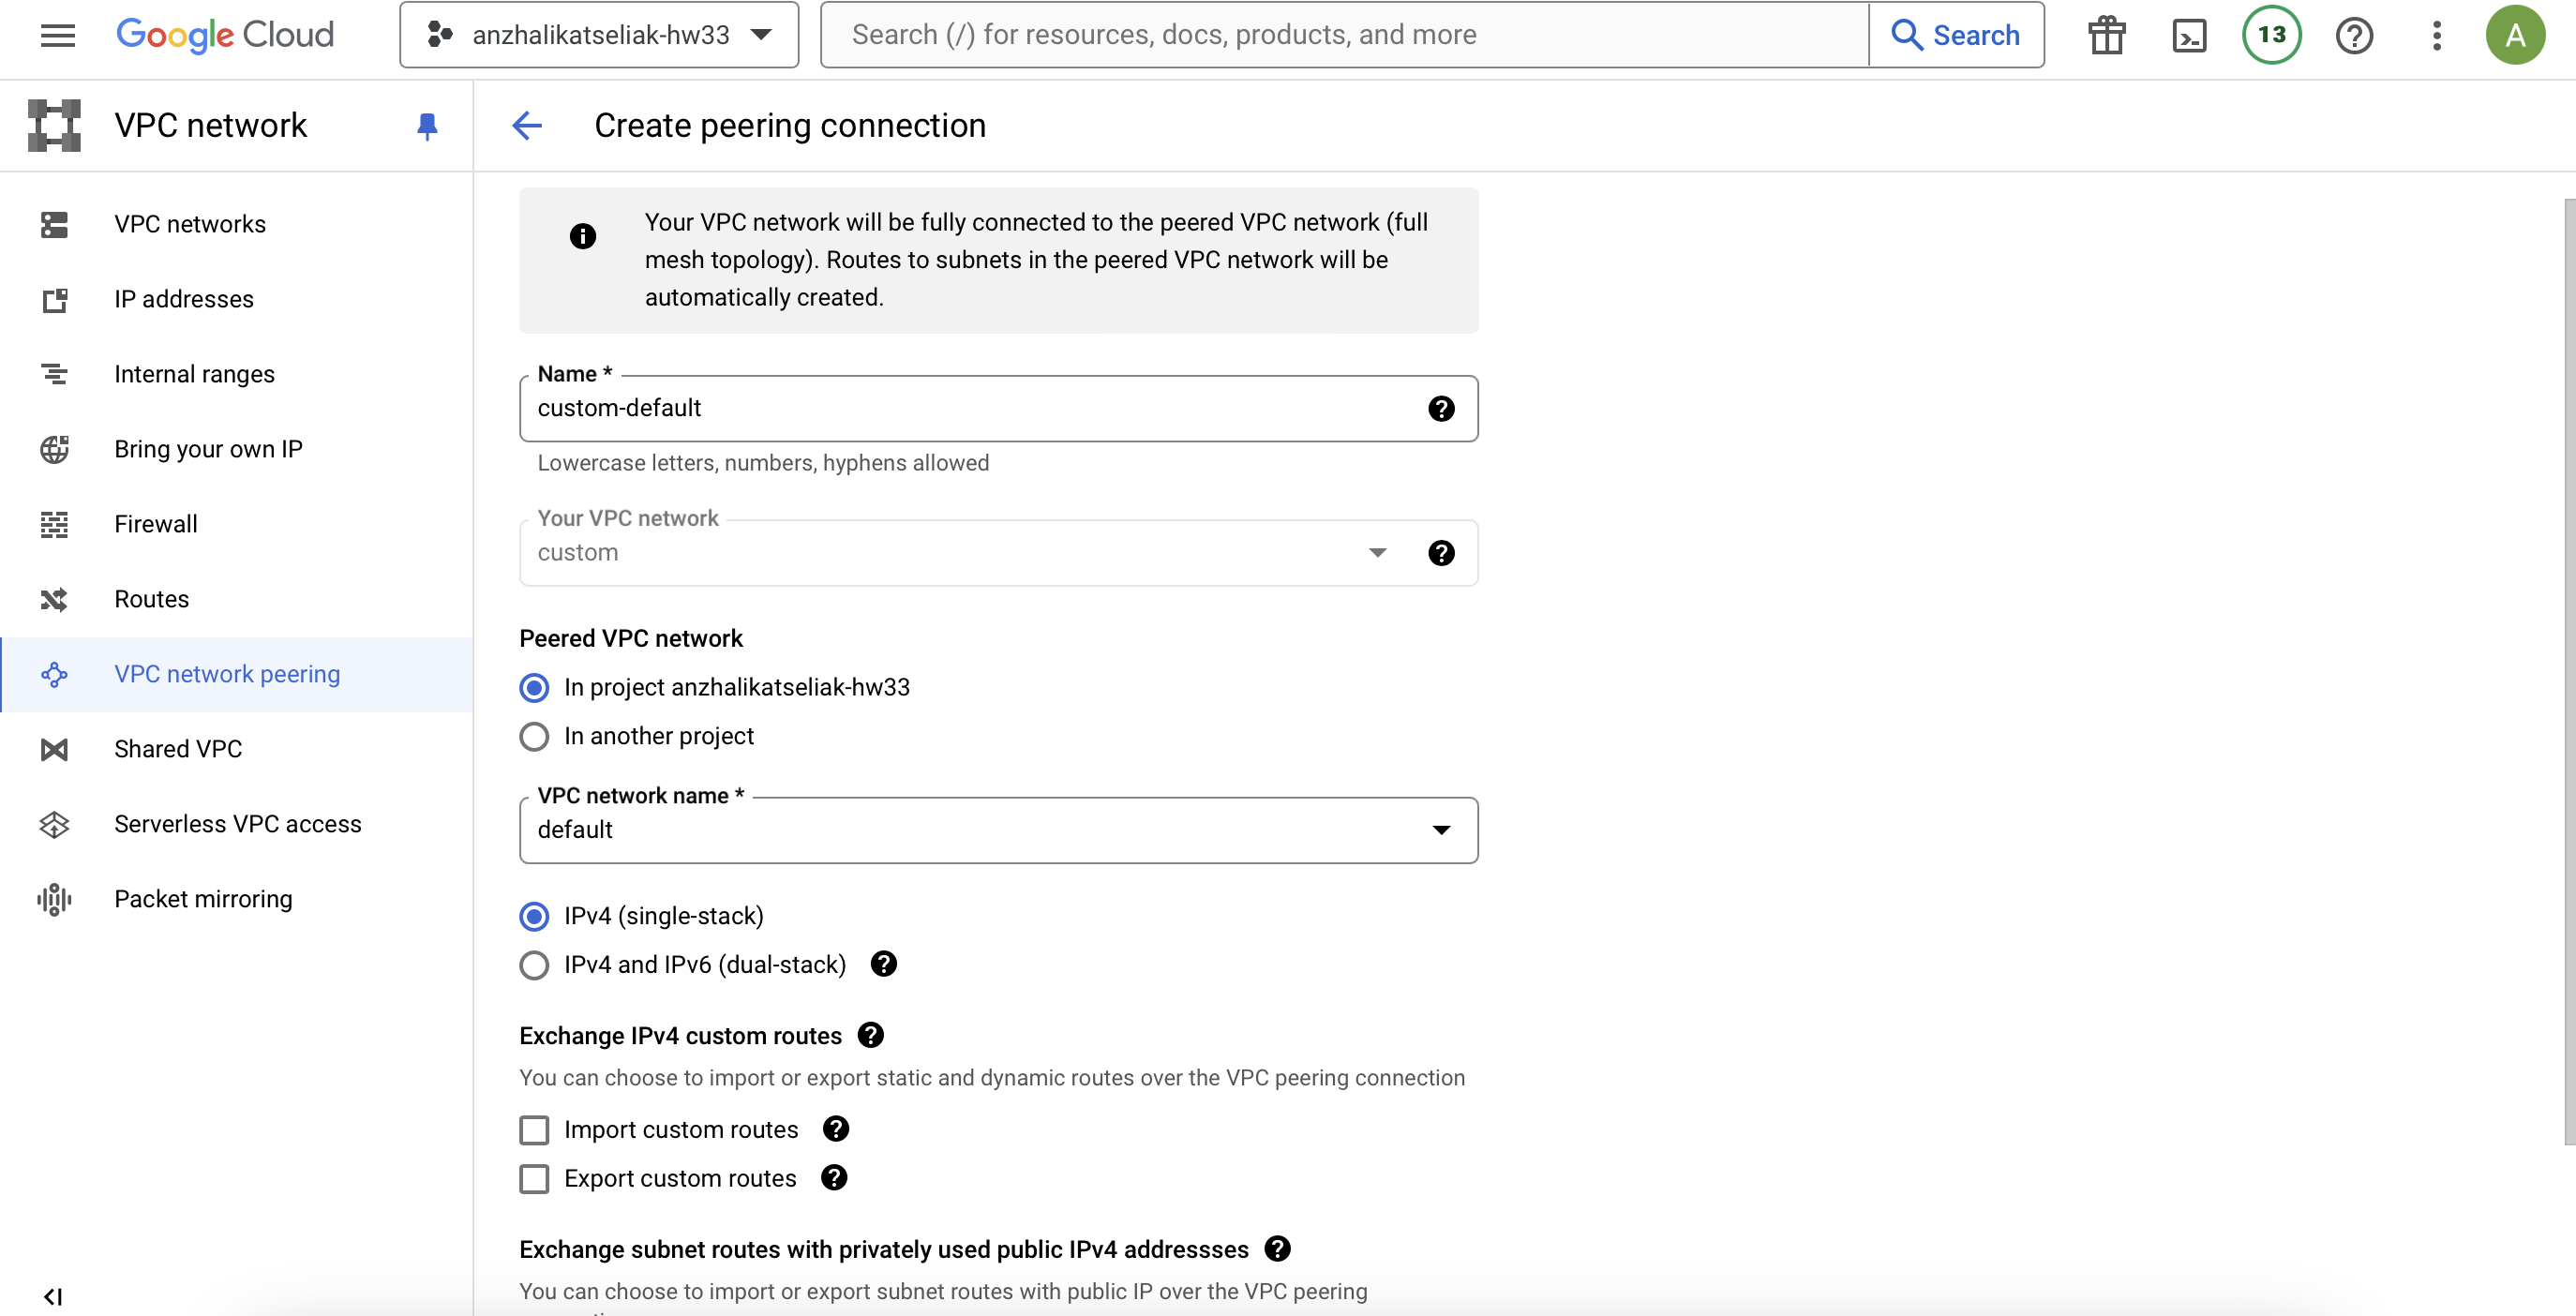 Google Cloud
anzhalikatseliak-hw33
Search (/) for resources, docs, products, and more
Search
13
A
VPC network
Create peering connection
VPC networks
IP addresses
Internal ranges
Bring your own IP
Firewall
Routes
VPC network peering
Shared VPC
Serverless VPC access
Packet mirroring
Your VPC network will be fully connected to the peered VPC network (full
mesh topology). Routes to subnets in the peered VPC network will be
automatically created.
Name *
custom-default
Lowercase letters, numbers, hyphens allowed
Your VPC network
custom
Peered VPC network
In project anzhalikatseliak-hw33
In another project
VPC network name *
default
IPv4 (single-stack)
IPv4 and IPv6 (dual-stack)
Exchange IPv4 custom routes
You can choose to import or export static and dynamic routes over the VPC peering connection
Import custom routes
Export custom routes
Exchange subnet routes with privately used public IPv4 addressses
You can choose to import or export subnet routes with public IP over the VPC peering